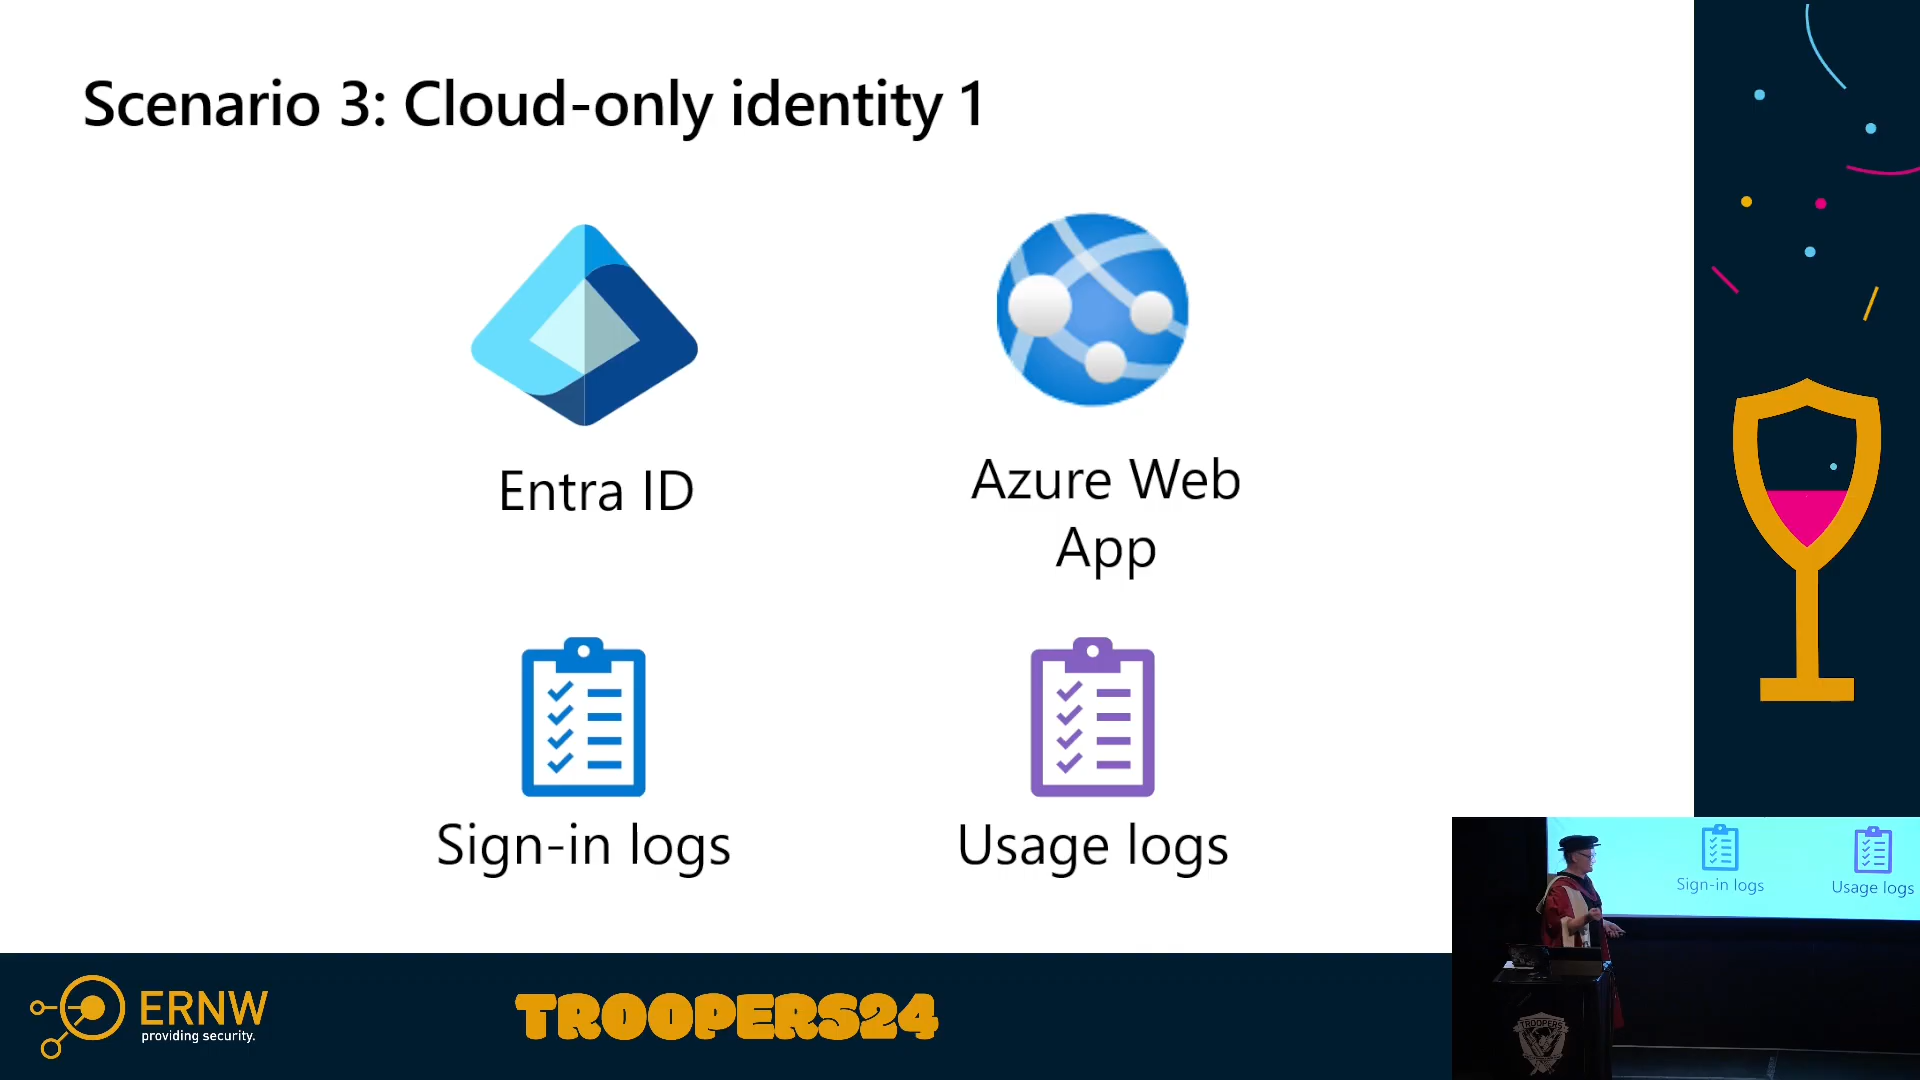 Scenario 3: Cloud-only identity 1
Entra ID
Azure Web
App
Sign-in logs
Usage logs
Sign-in logs
Usage logs
ERNW
providing security.
TROOPERS24
TROOPERS